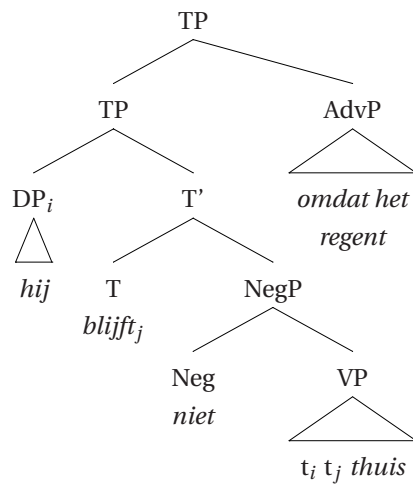 TP
TP AdvP
DPi T’ omdat het
regent
hij T NegP
blijftj
Neg VP
niet
ti tj thuis